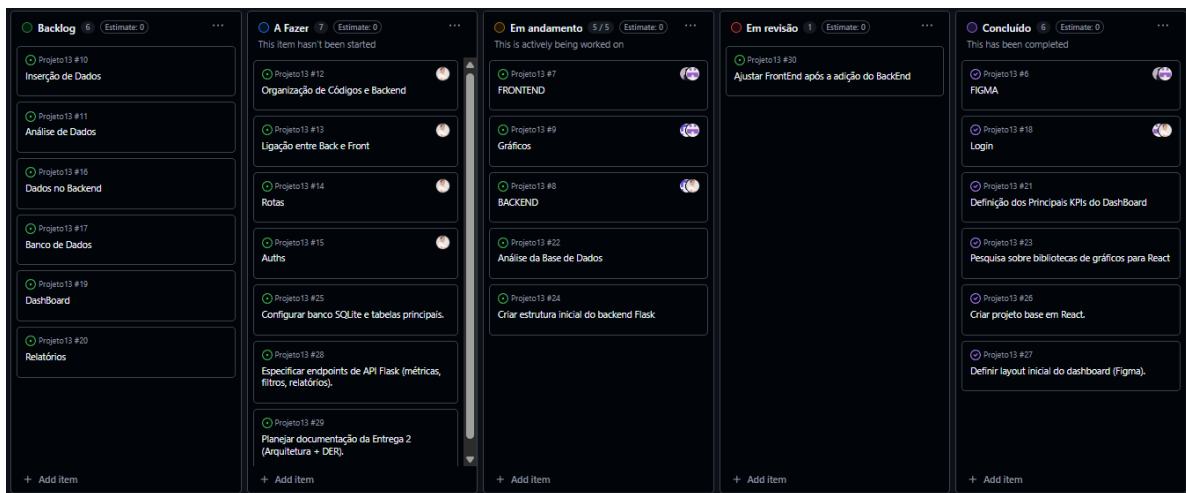 Backlog 6 Estimate: 0
Projeto13 #10
Inserção de Dados
Projeto13 #11
Análise de Dados
Projeto13 #16
Dados no Backend
Projeto13 #17
Banco de Dados
Projeto13 #19
DashBoard
Projeto13 #20
Relatórios
+ Add item
A Fazer 7 Estimate: 0
This item hasn't been started
Projeto13 #12
Organização de Códigos e Backend
Projeto13 #13
Ligação entre Back e Front
Projeto13 #14
Rotas
Projeto13 #15
Auths
Projeto13 #25
Configurar banco SQLite e tabelas principais.
Projeto13 #28
Especificar endpoints de API Flask (métricas,
filtros, relatórios).
Projeto13 #29
Planejar documentação da Entrega 2
(Arquitetura + DER).
+ Add item
Em andamento 5 / 5 Estimate: 0
This is actively being worked on
Projeto13 #7
FRONTEND
Projeto13 #9
Gráficos
Projeto13 #8
BACKEND
Projeto13 #22
Análise da Base de Dados
Projeto13 #24
Criar estrutura inicial do backend Flask
+ Add item
Em revisão 1 Estimate: 0
Projeto13 #30
Ajustar FrontEnd após a adição do BackEnd
+ Add item
Concluído 6 Estimate: 0
This has been completed
Projeto13 #6
FIGMA
Projeto13 #18
Login
Projeto13 #21
Definição dos Principais KPIs do DashBoard
Projeto13 #23
Pesquisa sobre bibliotecas de gráficos para React
Projeto13 #26
Criar projeto base em React.
Projeto13 #27
Definir layout inicial do dashboard (Figma).
+ Add item